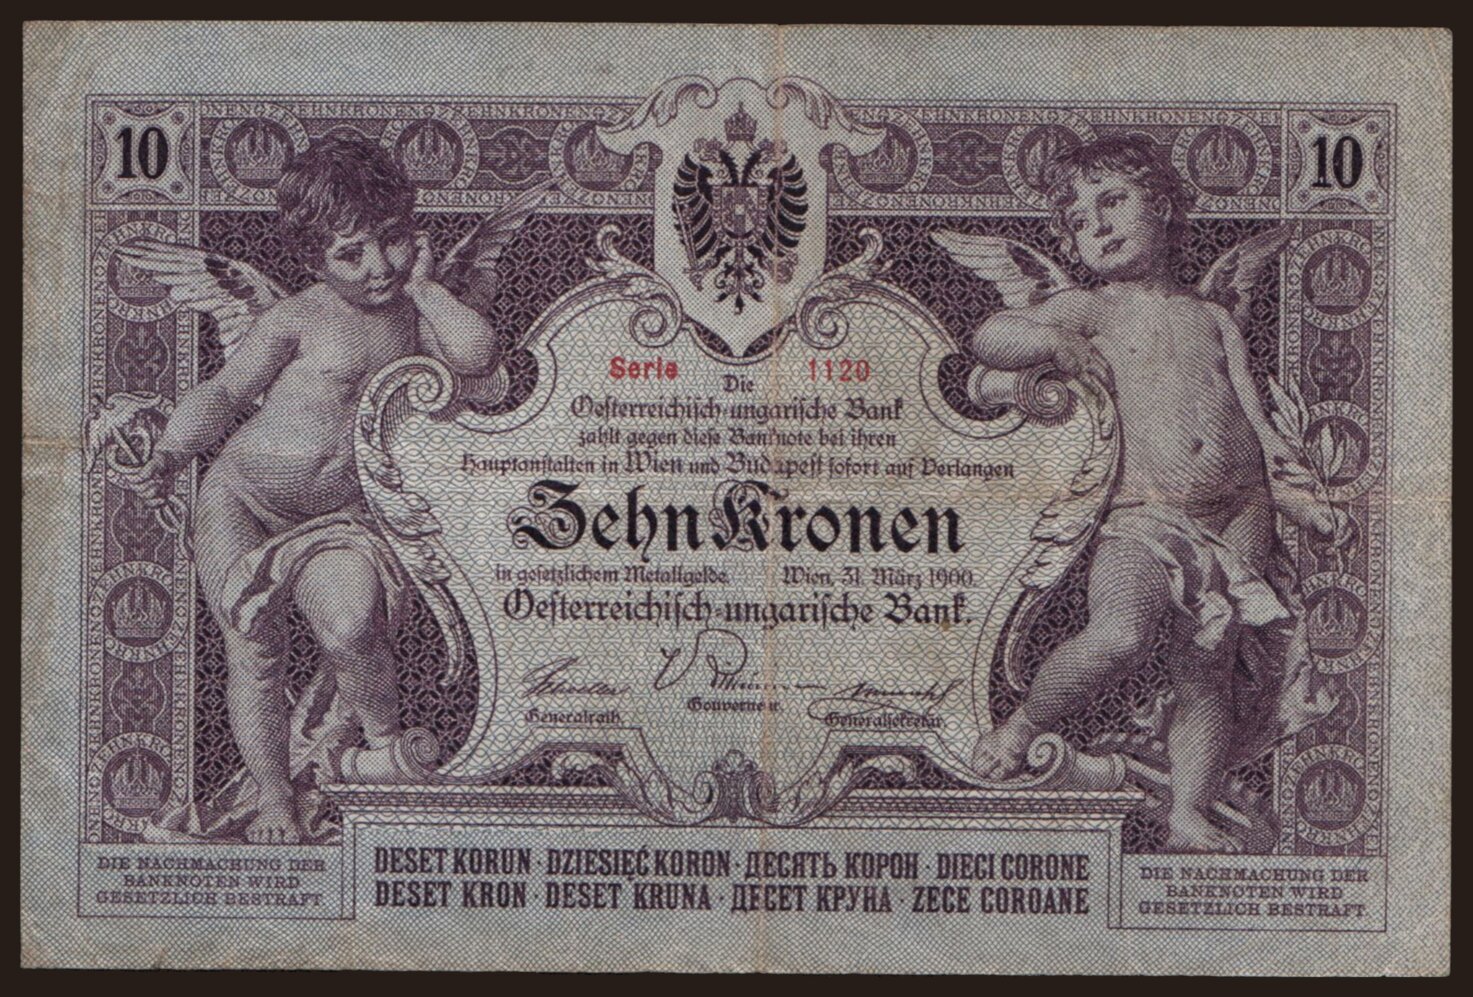 10 10
Serie 1120
Die
Oesterreichisch-ungarische Bank
zahlt gegen diese Banknote bei ihren
Hauptanstalten in Wien und Budapest sofort auf Verlangen
Zehn Kronen
in gesetzlichem Metallgelde. Wien, 31. März 1900.
Oesterreichisch-ungarische Bank.
Generalrath. Gouverneur. Generalsekretär.
DIE NACHMACHUNG DER
BANKNOTEN WIRD
GESETZLICH BESTRAFT.
DESET KORUN · DZIESIĘĆ KORON · ДЕСЯТЬ КОРОН · DIECI CORONE
DESET KRON · DESET KRUNA · ДЕСЕТ КРУНА · ZECE COROANE
DIE NACHMACHUNG DER
BANKNOTEN WIRD
GESETZLICH BESTRAFT.